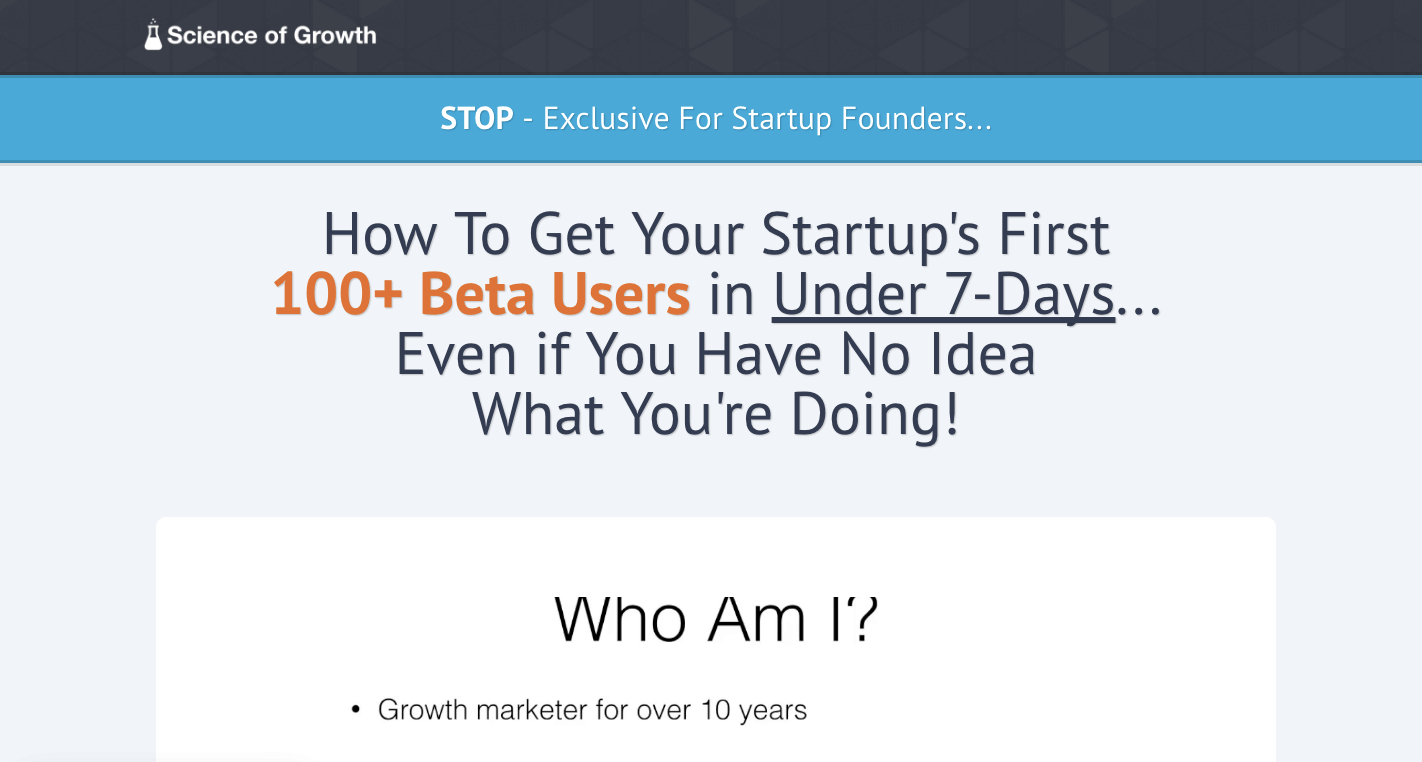 Science of Growth
STOP - Exclusive For Startup Founders...
How To Get Your Startup's First
100+ Beta Users in Under 7-Days...
Even if You Have No Idea
What You're Doing!
Who Am I?
• Growth marketer for over 10 years